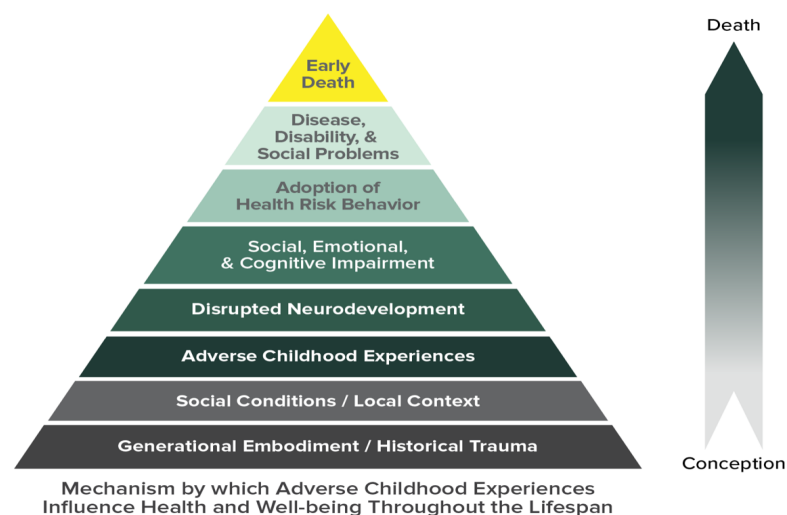 Death
Early
Death
Disease,
Disability, &
Social Problems
Adoption of
Health Risk Behavior
Social, Emotional,
& Cognitive Impairment
Disrupted Neurodevelopment
Adverse Childhood Experiences
Social Conditions / Local Context
Generational Embodiment / Historical Trauma
Conception
Mechanism by which Adverse Childhood Experiences
Influence Health and Well-being Throughout the Lifespan